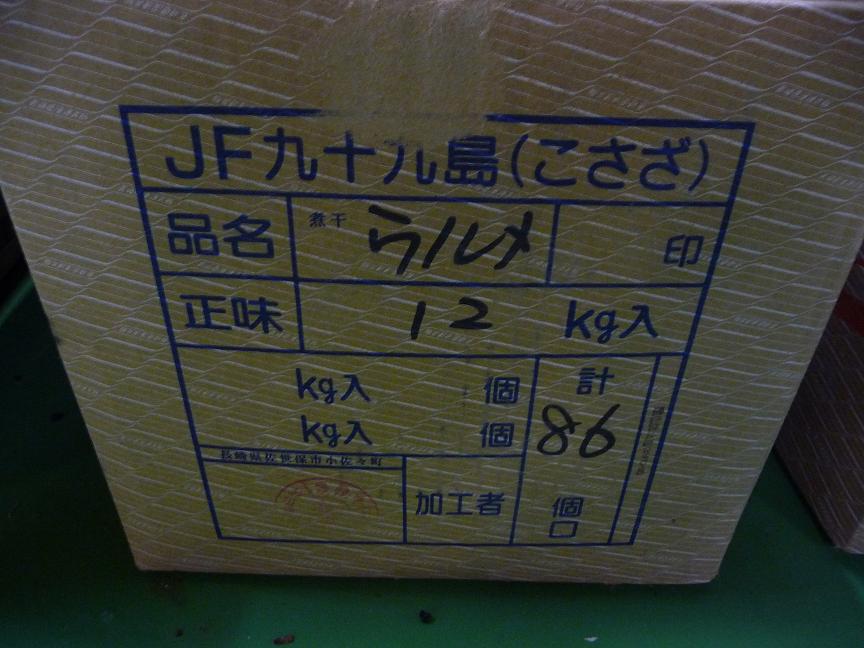 JF九十九島(こさざ)
品名 煮干 ウルメ 印
正味 12 kg入
kg入 個 計
kg入 個 86
長崎県佐世保市小佐々町
加工者 個
口